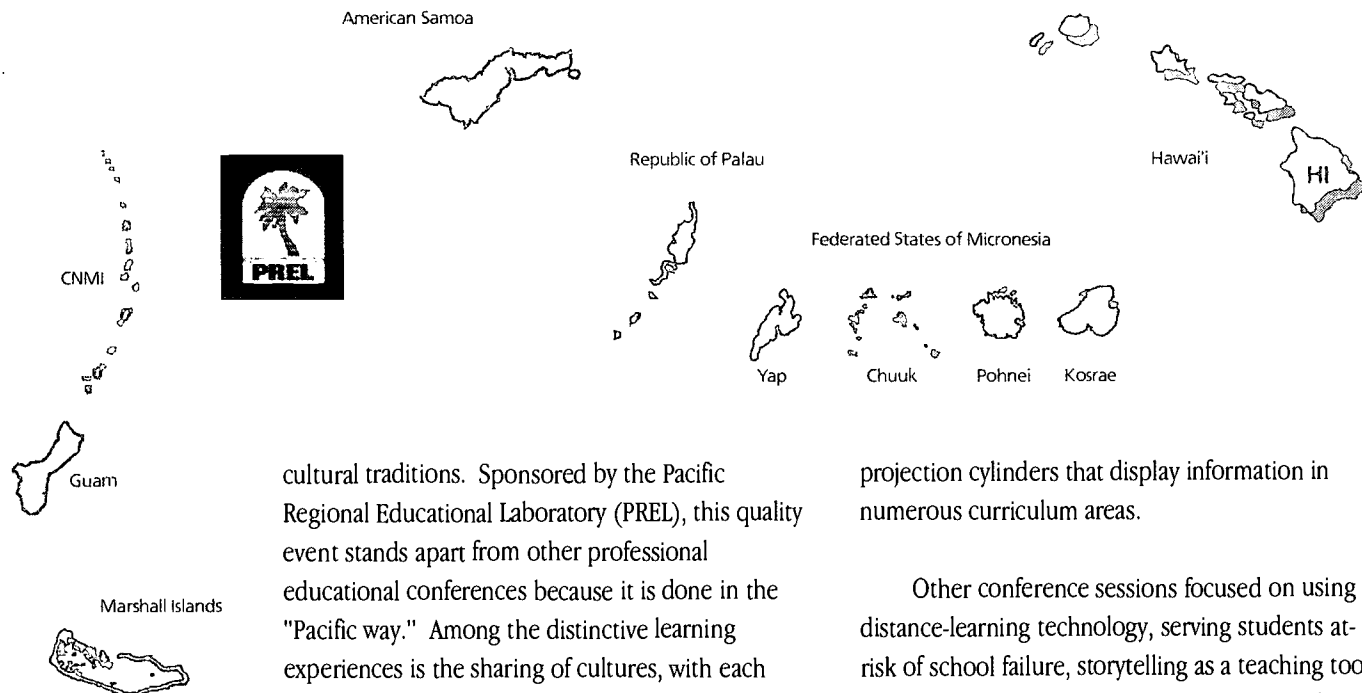 American Samoa
Republic of Palau
Hawai'i
HI
PREL
Federated States of Micronesia
CNMI
Yap
Chuuk
Pohnei
Kosrae
Guam
Marshall Islands
cultural traditions. Sponsored by the Pacific
Regional Educational Laboratory (PREL), this quality
event stands apart from other professional
educational conferences because it is done in the
"Pacific way." Among the distinctive learning
experiences is the sharing of cultures, with each
projection cylinders that display information in
numerous curriculum areas.
Other conference sessions focused on using
distance-learning technology, serving students at-
risk of school failure, storytelling as a teaching too